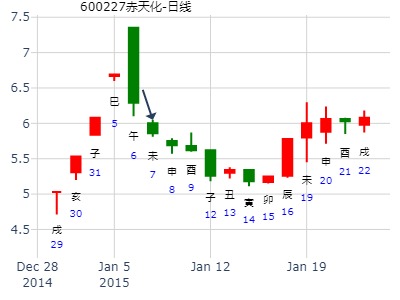 600227赤天化-日线
7.5
7
6.5
6
5.5
5
4.5
戌
29
亥
30
子
31
巳
5
午
6
未
7
申
8
酉
9
子
12
丑
13
寅
14
卯
15
辰
16
未
19
申
20
酉
21
戌
22
Dec 28
2014
Jan 5
2015
Jan 12
Jan 19